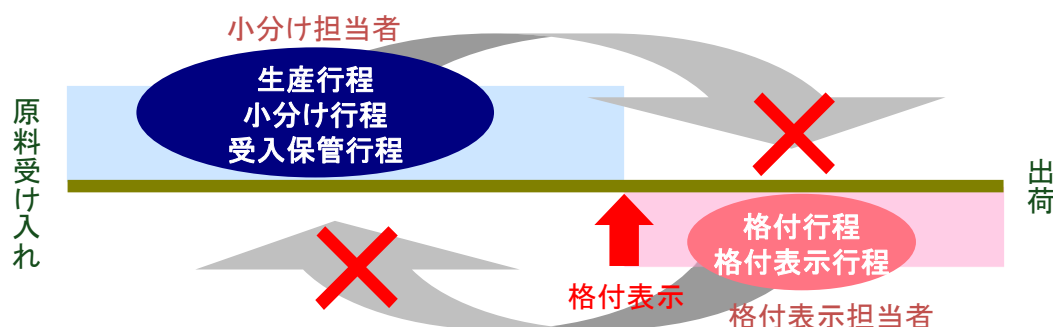 小分け担当者
生産行程
小分け行程
受入保管行程
原料受け入れ
出荷
格付行程
格付表示行程
格付表示
格付表示担当者